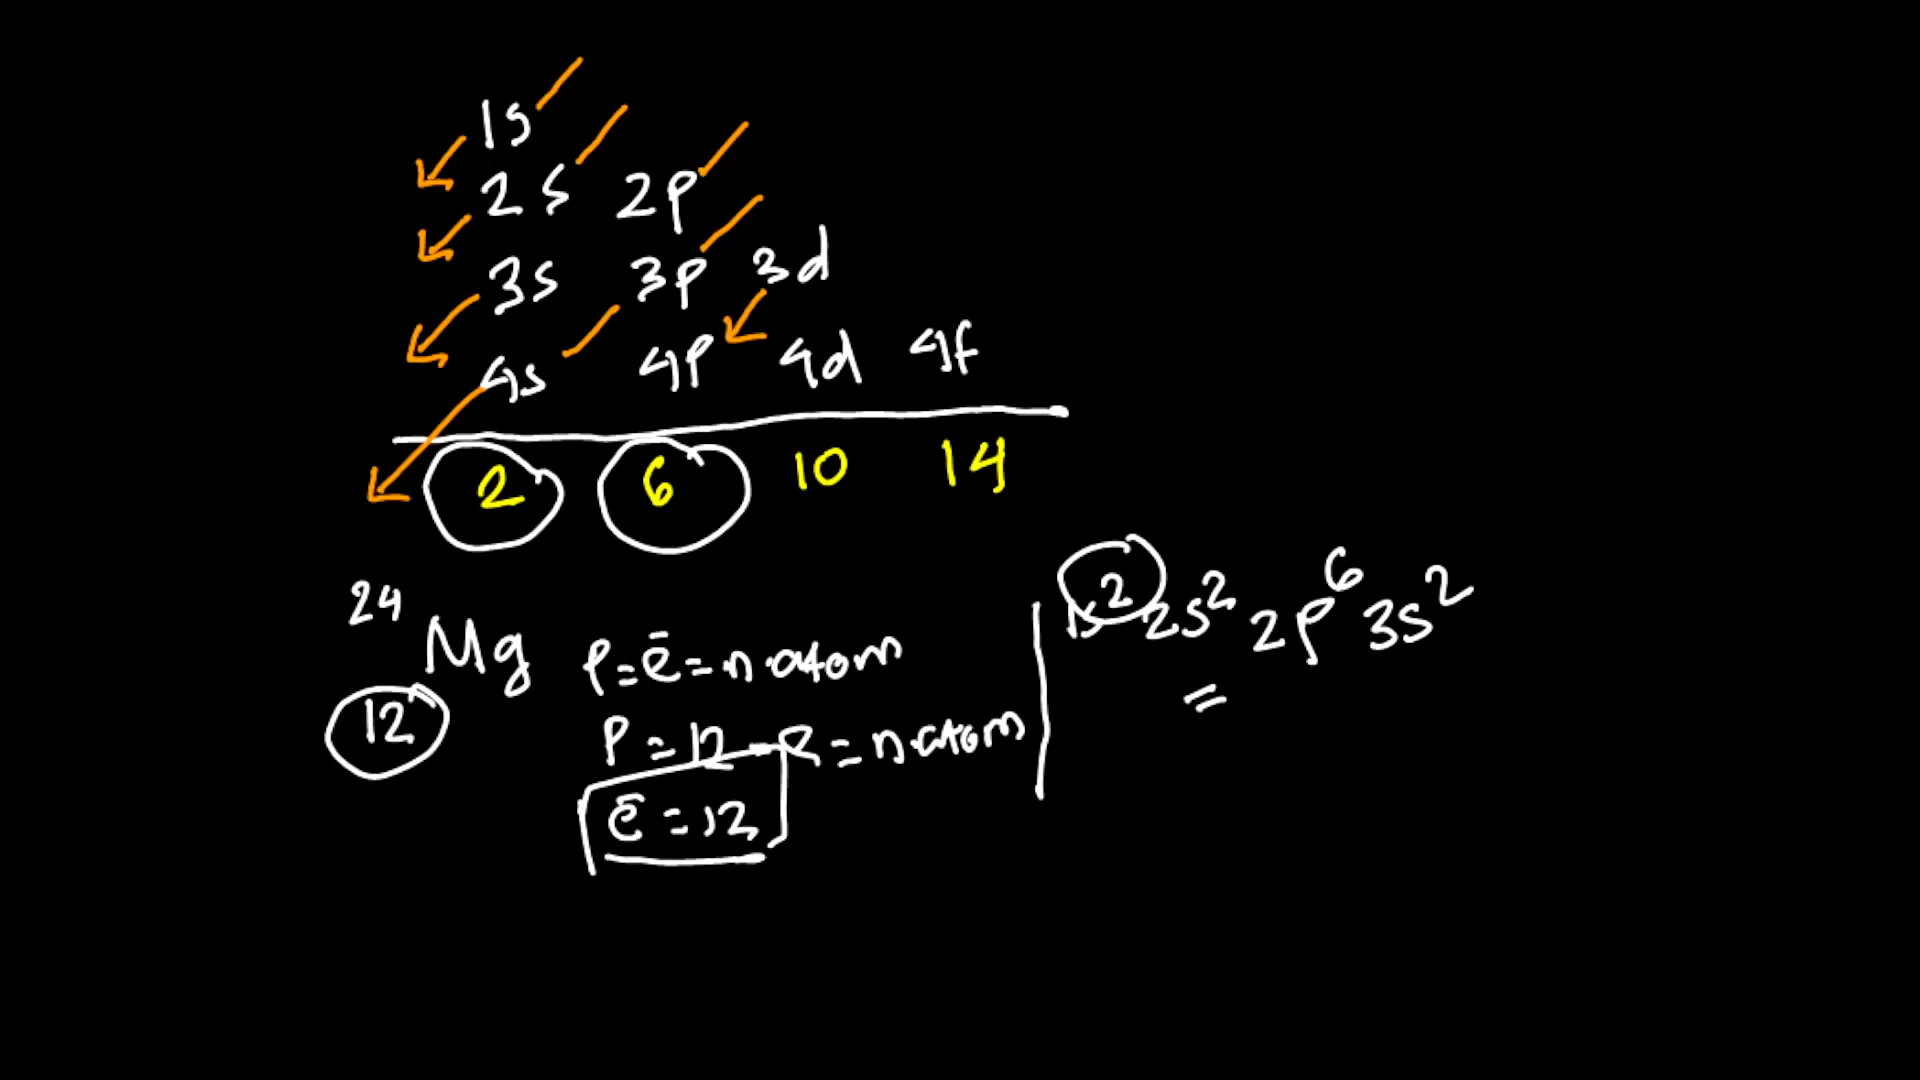 1s
2s 2p
3s 3p 3d
4s 4p 4d 4f
2 6 10 14
24
Mg
12
p=ē=n.atom
P=12-e=n.atom
ē=12
1s² 2s² 2p⁶ 3s²
=